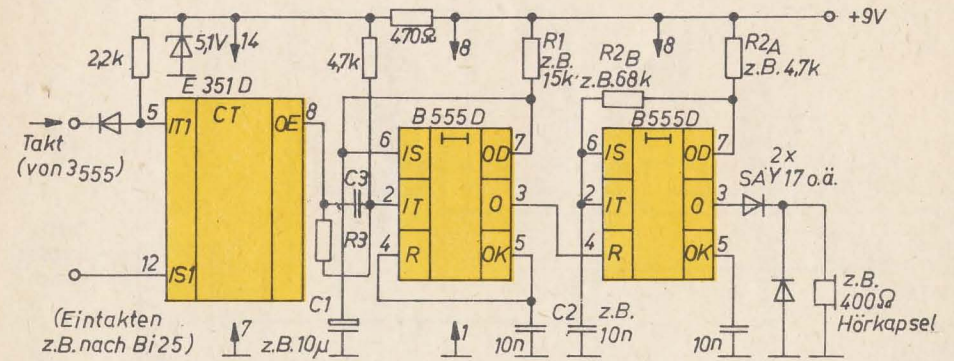 +9V
5,1V
14
470Ω
8
8
2,2k
4,7k
R1
z.B.
15k
R2B
z.B.68k
R2A
z.B.4,7k
E 351 D
B 555 D
B555D
5
IT1
CT
OE
8
Takt
(von 3555)
6
IS
OD
7
6
IS
OD
7
2x
SAY 17 o.ä.
C3
2
IT
O
3
2
IT
O
3
R3
4
R
OK
5
4
R
OK
5
12
IS1
C1
C2
z.B.
10n
z.B.
400Ω
Hörkapsel
(Eintakten
z.B. nach Bi25)
7
z.B. 10µ
1
10n
10n